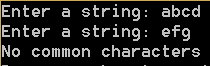 Enter a string: abcd
Enter a string: efg
No common characters